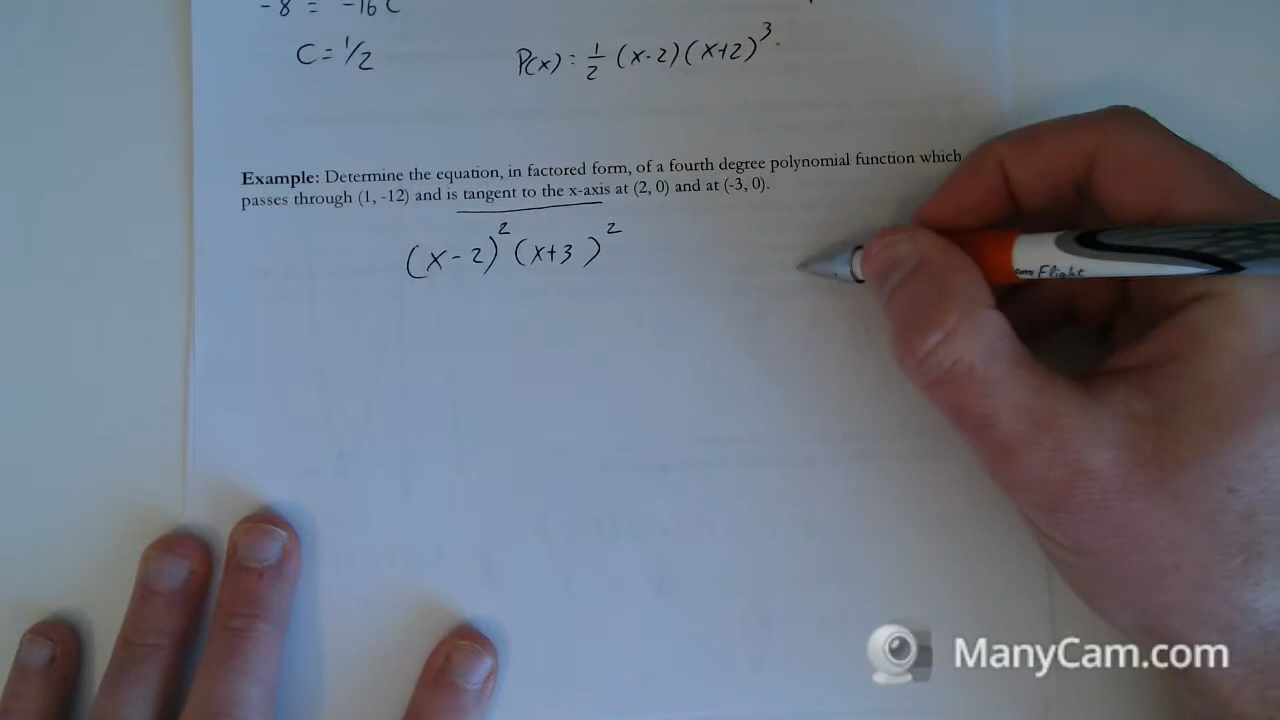 -8 = -16C
C = 1/2
P(x) = 1/2 (x-2)(x+2)^3.
Example: Determine the equation, in factored form, of a fourth degree polynomial function which
passes through (1, -12) and is tangent to the x-axis at (2, 0) and at (-3, 0).
(x-2)^2 (x+3)^2
Flight
ManyCam.com